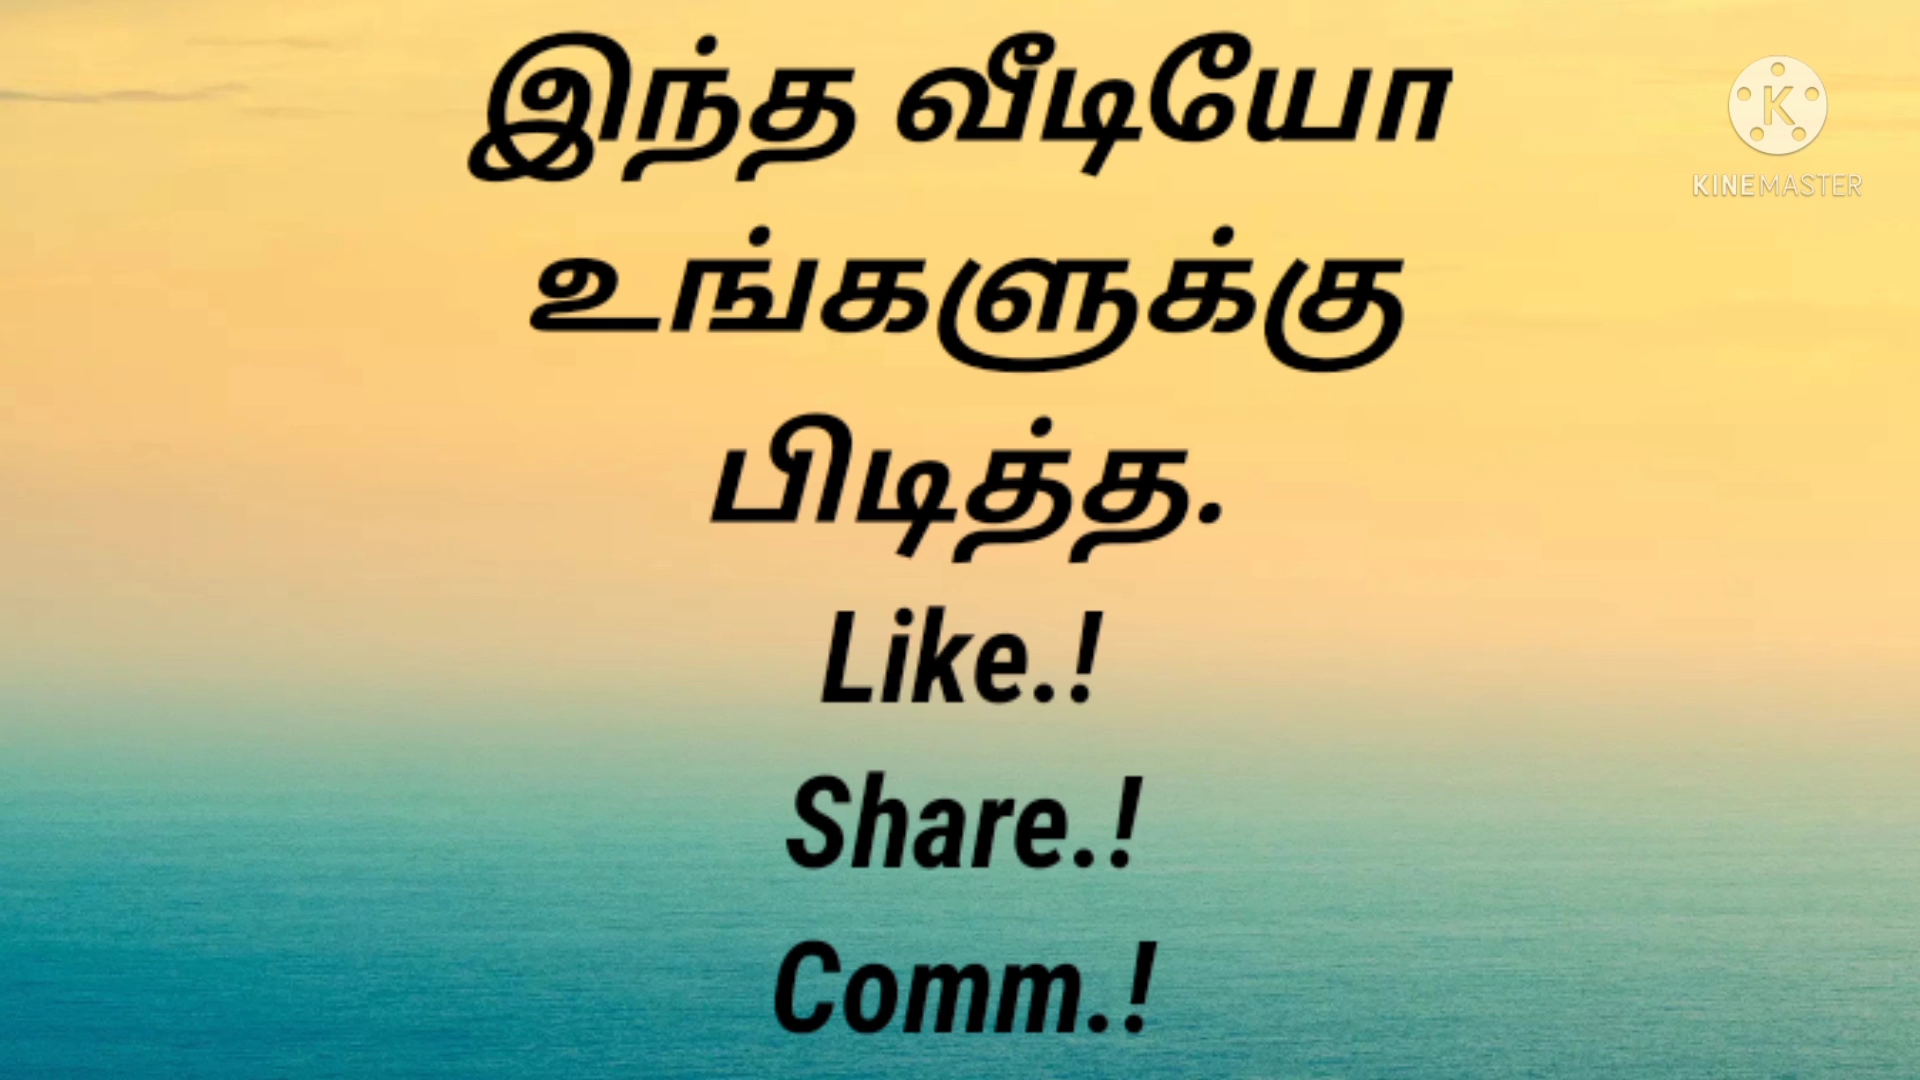 இந்த வீடியோ
KINEMASTER
உங்களுக்கு
பிடித்த.
Like.!
Share.!
Comm.!